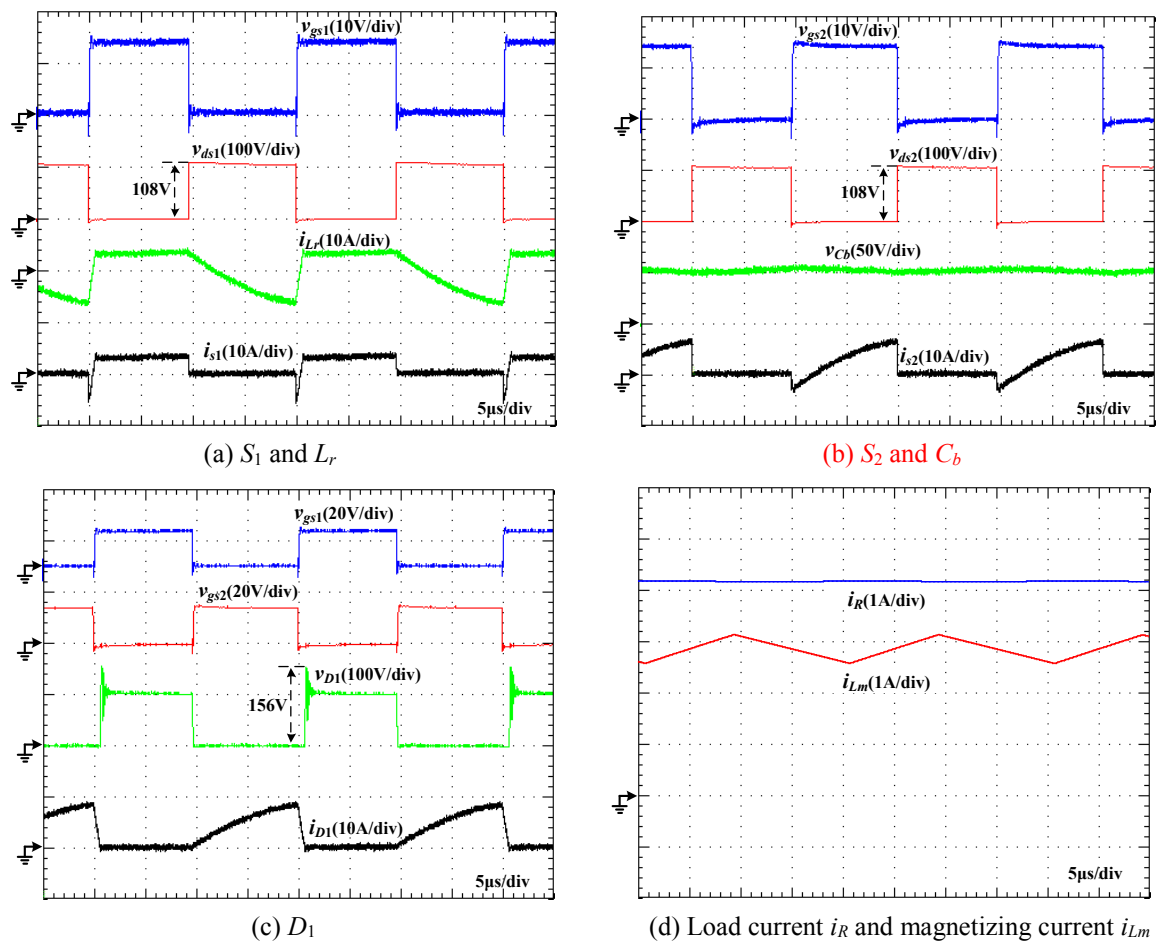 vgs1(10V/div)
vds1(100V/div)
108V
iLr(10A/div)
is1(10A/div)
5μs/div
(a) S1 and Lr
vgs2(10V/div)
vds2(100V/div)
108V
vCb(50V/div)
is2(10A/div)
5μs/div
(b) S2 and Cb
vgs1(20V/div)
vgs2(20V/div)
vD1(100V/div)
156V
iD1(10A/div)
5μs/div
(c) D1
iR(1A/div)
iLm(1A/div)
5μs/div
(d) Load current iR and magnetizing current iLm